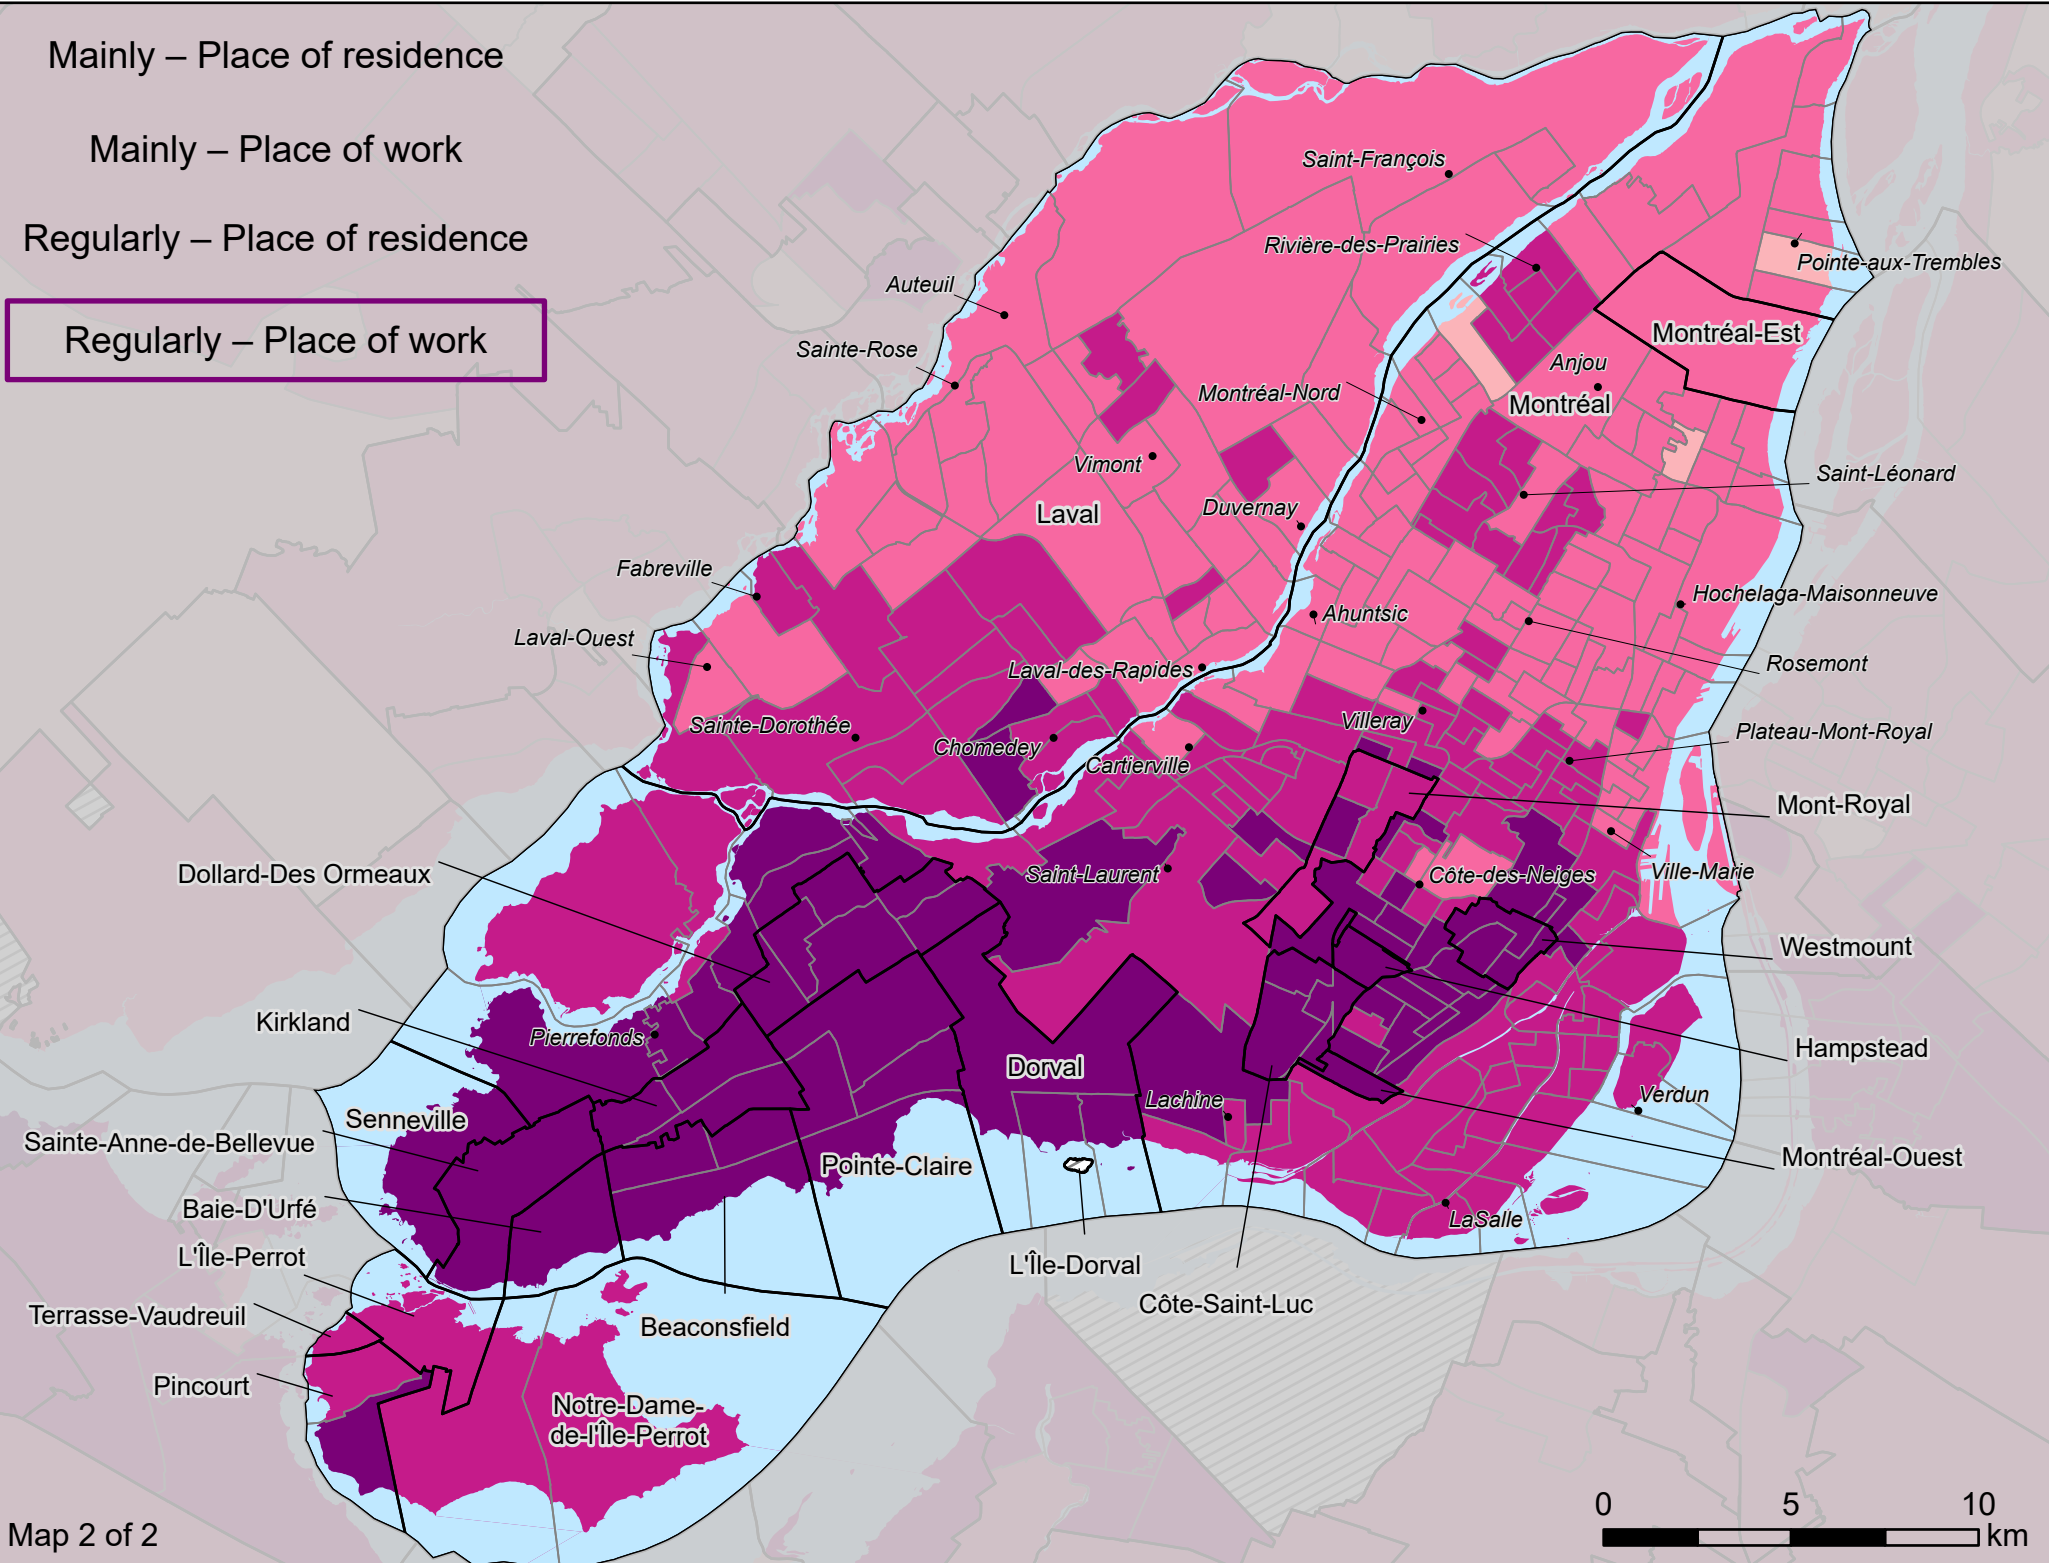 Mainly – Place of residence
Mainly – Place of work
Regularly – Place of residence
Regularly – Place of work
Saint-François
Rivière-des-Prairies
Pointe-aux-Trembles
Auteuil
Montréal-Est
Sainte-Rose
Anjou
Montréal-Nord
Montréal
Vimont
Saint-Léonard
Laval
Duvernay
Fabreville
Hochelaga-Maisonneuve
Ahuntsic
Laval-Ouest
Laval-des-Rapides
Rosemont
Sainte-Dorothée
Villeray
Plateau-Mont-Royal
Chomedey
Cartierville
Mont-Royal
Dollard-Des Ormeaux
Saint-Laurent
Côte-des-Neiges
Ville-Marie
Westmount
Kirkland
Pierrefonds
Hampstead
Dorval
Senneville
Lachine
Verdun
Sainte-Anne-de-Bellevue
Pointe-Claire
Montréal-Ouest
Baie-D'Urfé
LaSalle
L'Île-Perrot
L'Île-Dorval
Côte-Saint-Luc
Terrasse-Vaudreuil
Beaconsfield
Pincourt
Notre-Dame-
de-l'Île-Perrot
0 5 10
km
Map 2 of 2